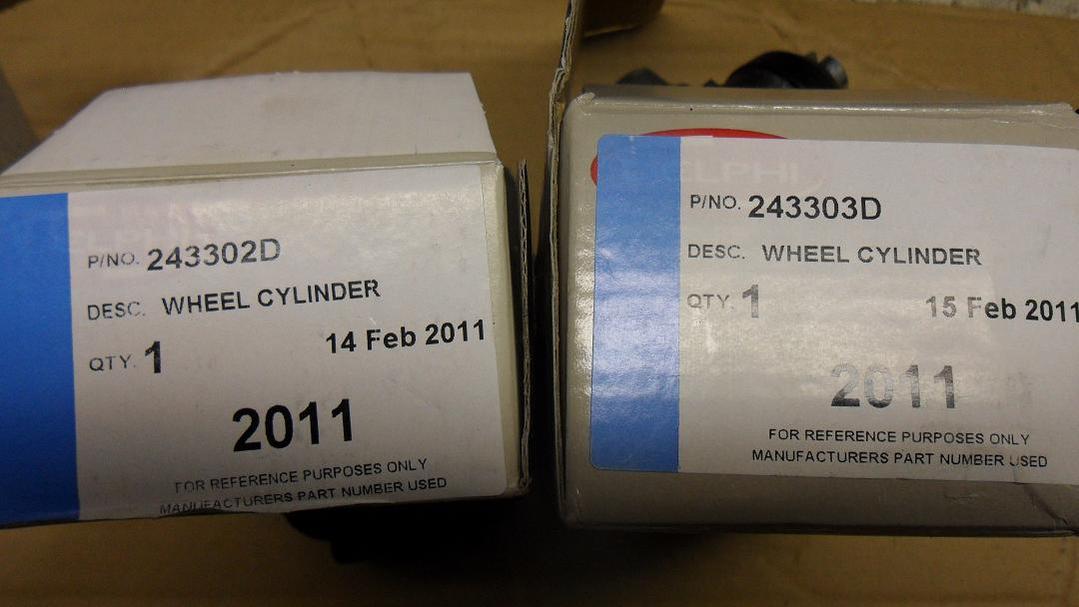 P/NO. 243302D
DESC. WHEEL CYLINDER
QTY. 1
14 Feb 2011
2011
FOR REFERENCE PURPOSES ONLY
MANUFACTURERS PART NUMBER USED
DELPHI
P/NO. 243303D
DESC. WHEEL CYLINDER
QTY. 1
15 Feb 2011
2011
FOR REFERENCE PURPOSES ONLY
MANUFACTURERS PART NUMBER USED